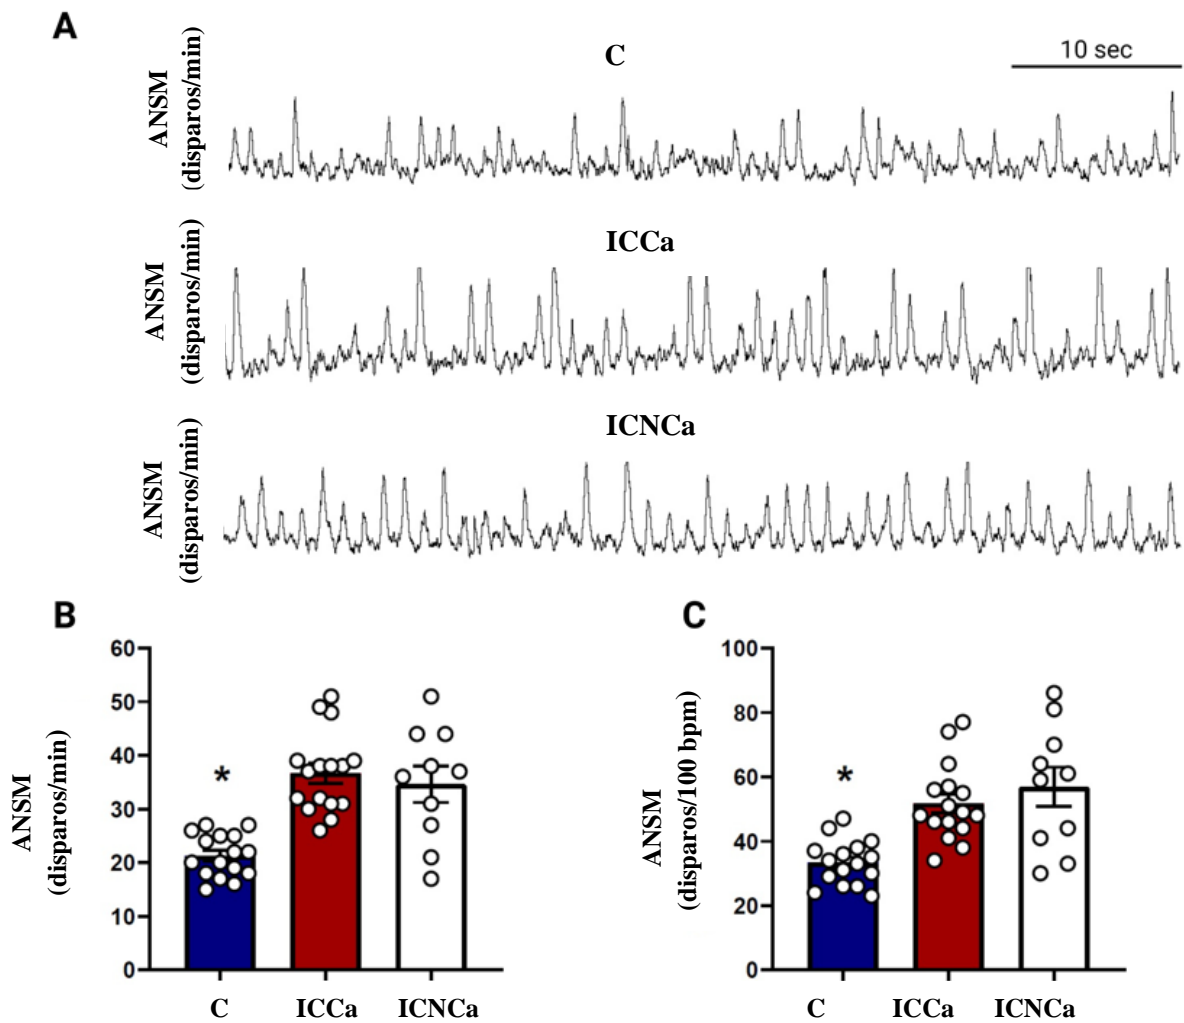 A
C
10 sec
ANSM
(disparos/min)
ICCa
ANSM
(disparos/min)
ICNCa
ANSM
(disparos/min)
B
60
50
40
30
20
10
0
ANSM
(disparos/min)
*
C ICCa ICNCa
C
100
80
60
40
20
0
ANSM
(disparos/100 bpm)
*
C ICCa ICNCa